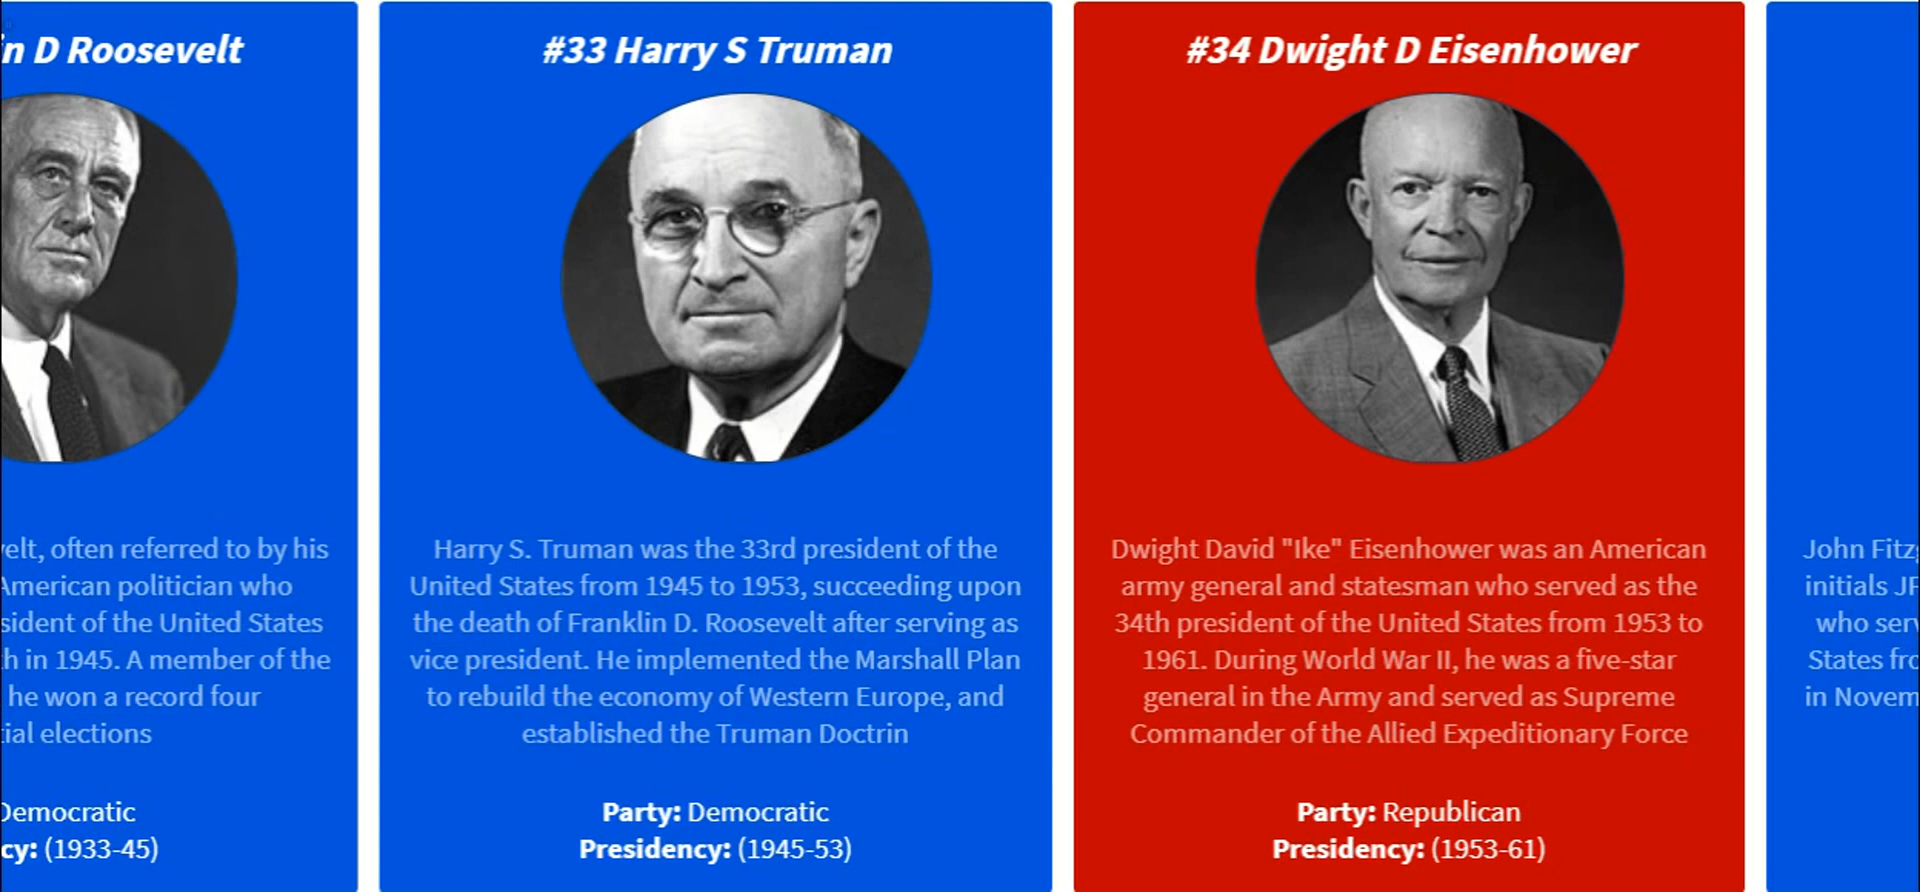 n D Roosevelt
velt, often referred to by his
American politician who
sident of the United States
h in 1945. A member of the
he won a record four
ial elections
Democratic
cy: (1933-45)
#33 Harry S Truman
Harry S. Truman was the 33rd president of the
United States from 1945 to 1953, succeeding upon
the death of Franklin D. Roosevelt after serving as
vice president. He implemented the Marshall Plan
to rebuild the economy of Western Europe, and
established the Truman Doctrin
Party: Democratic
Presidency: (1945-53)
#34 Dwight D Eisenhower
Dwight David "Ike" Eisenhower was an American
army general and statesman who served as the
34th president of the United States from 1953 to
1961. During World War II, he was a five-star
general in the Army and served as Supreme
Commander of the Allied Expeditionary Force
Party: Republican
Presidency: (1953-61)
John Fitz
initials JF
who serv
States fro
in Novem